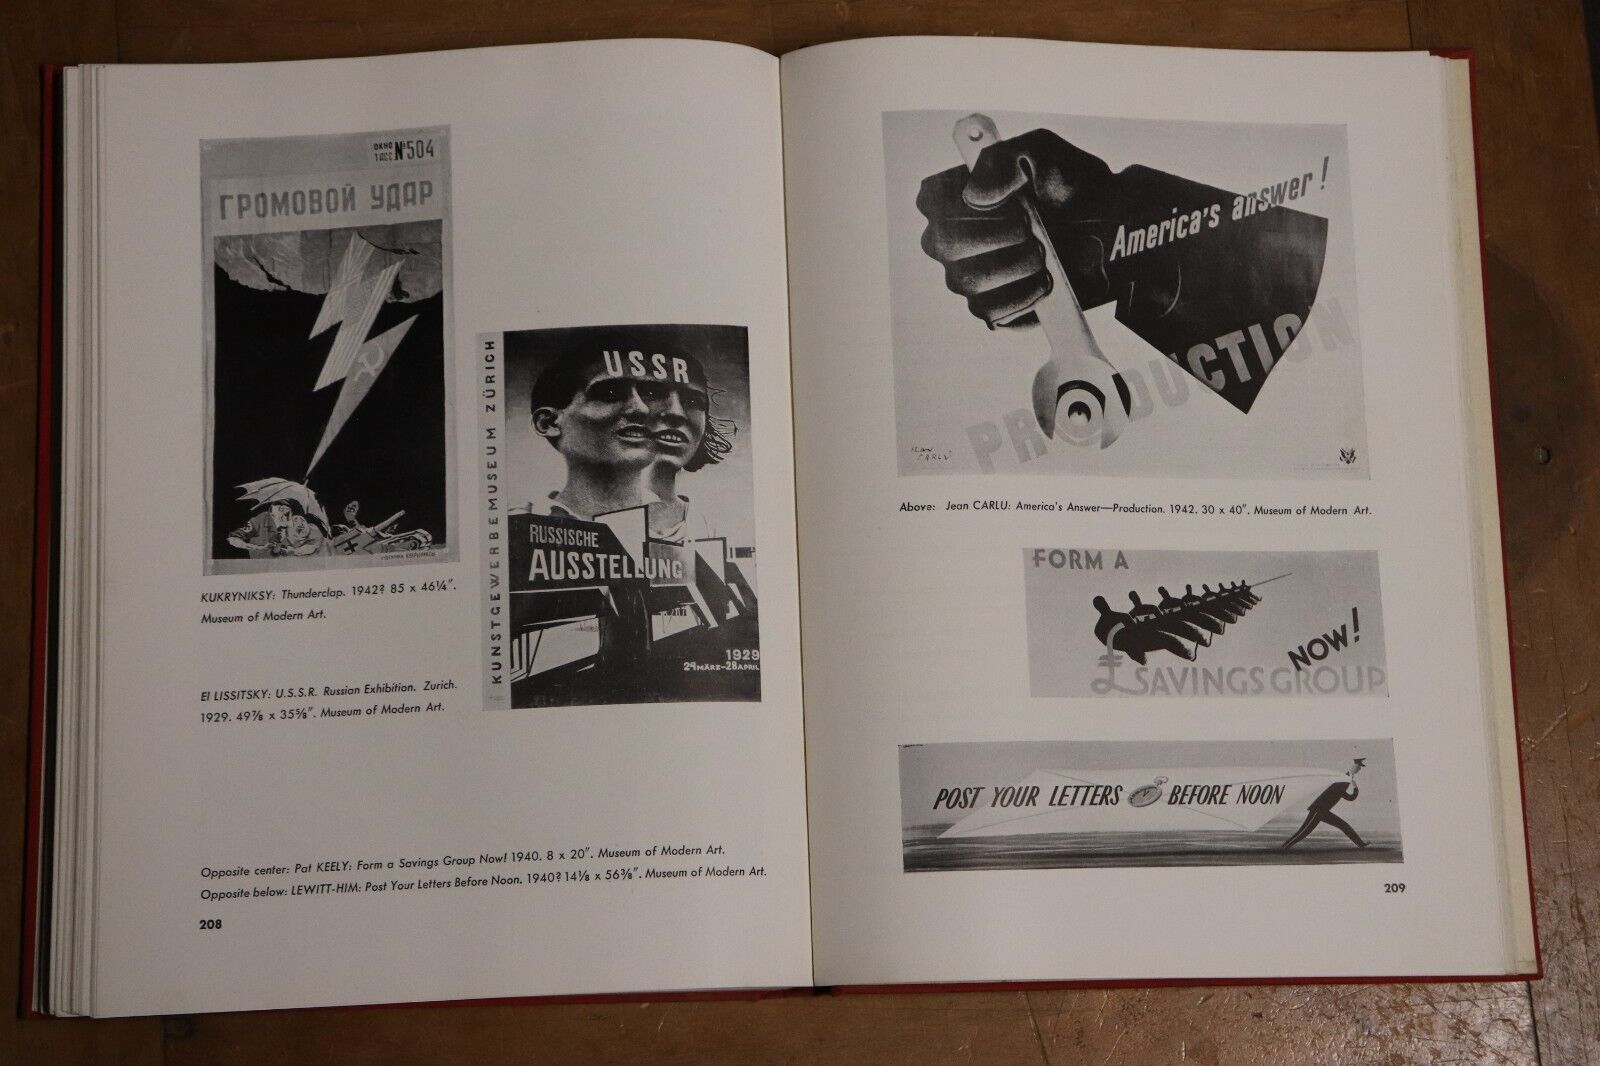 ОКНО
ТАСС №504
ГРОМОВОЙ УДАР
KUKRYNIKSY: Thunderclap. 1942? 85 x 46¼".
Museum of Modern Art.
KUNSTGEWERBEMUSEUM ZÜRICH
USSR
RUSSISCHE
AUSSTELLUNG
1929
24 MÄRZ–28 APRIL
El LISSITSKY: U.S.S.R. Russian Exhibition. Zurich.
1929. 49⅞ x 35⅝". Museum of Modern Art.
Opposite center: Pat KEELY: Form a Savings Group Now! 1940. 8 x 20". Museum of Modern Art.
Opposite below: LEWITT-HIM: Post Your Letters Before Noon. 1940? 14⅛ x 56⅜". Museum of Modern Art.
208
America's answer!
PRODUCTION
JEAN
CARLU
Above: Jean CARLU: America's Answer—Production. 1942. 30 x 40". Museum of Modern Art.
FORM A
NOW!
£ SAVINGS GROUP
POST YOUR LETTERS BEFORE NOON
209